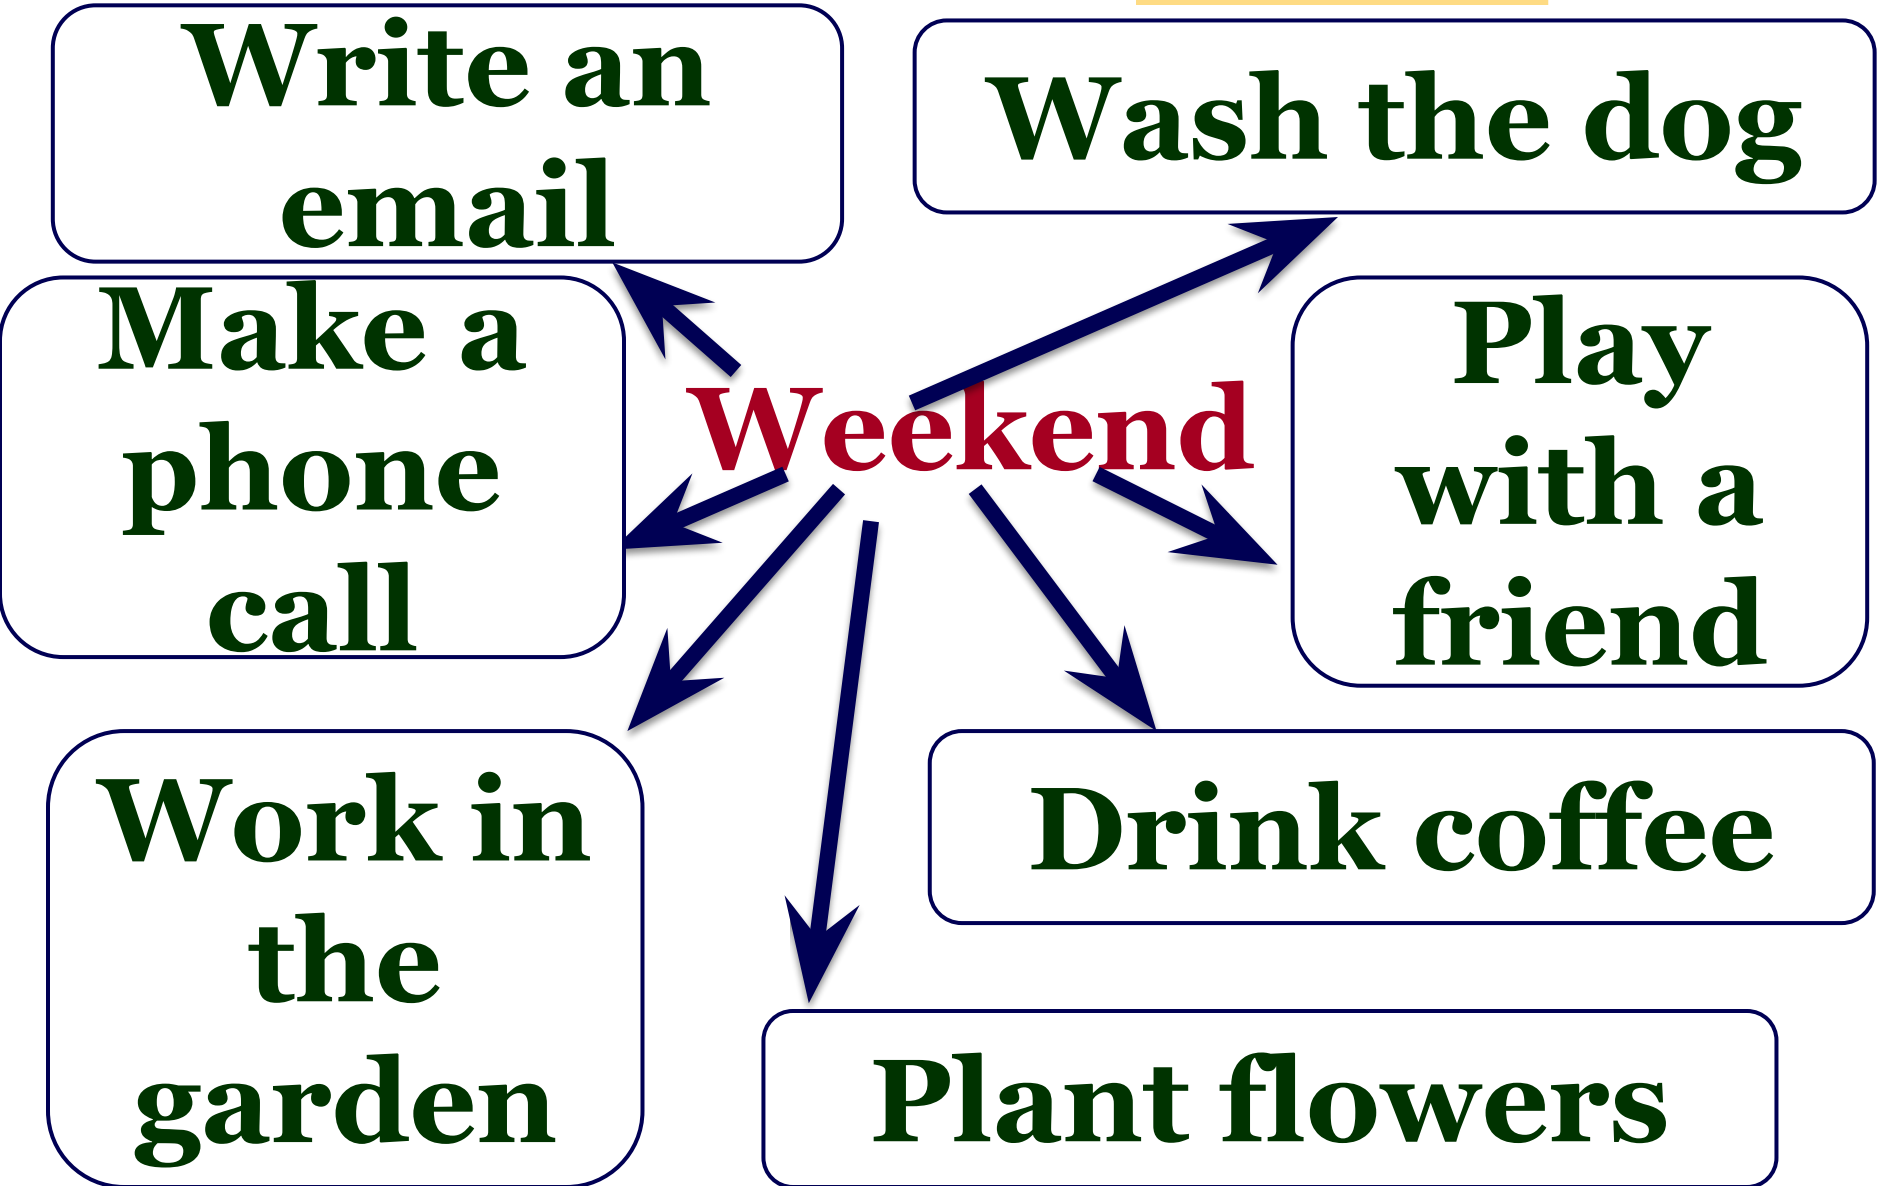 Write an
email
Wash the dog
Make a
phone
call
Weekend
Play
with a
friend
Work in
the
garden
Drink coffee
Plant flowers